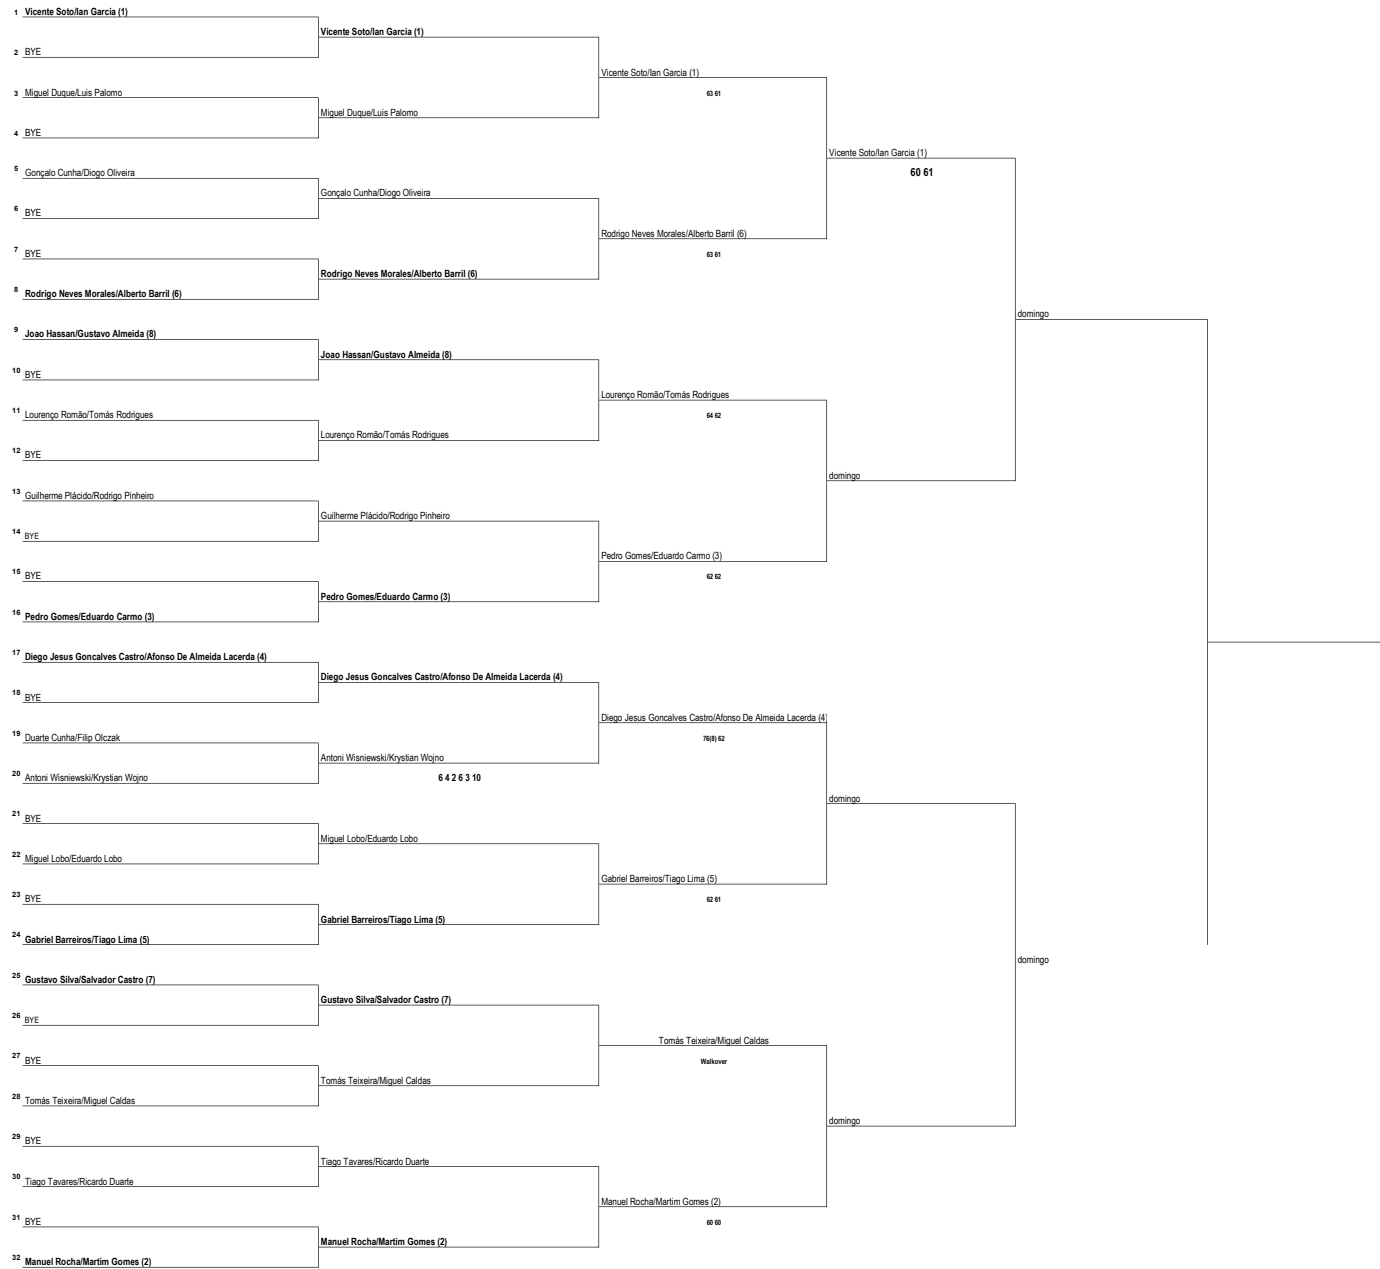 1 Vicente Soto/Ian Garcia (1)
Vicente Soto/Ian Garcia (1)
2 BYE
Vicente Soto/Ian Garcia (1)
3 Miguel Duque/Luis Palomo
63 61
Miguel Duque/Luis Palomo
4 BYE
Vicente Soto/Ian Garcia (1)
5 Gonçalo Cunha/Diogo Oliveira
60 61
Gonçalo Cunha/Diogo Oliveira
6 BYE
Rodrigo Neves Morales/Alberto Barril (6)
7 BYE
63 61
Rodrigo Neves Morales/Alberto Barril (6)
8 Rodrigo Neves Morales/Alberto Barril (6)
domingo
9 Joao Hassan/Gustavo Almeida (8)
Joao Hassan/Gustavo Almeida (8)
10 BYE
Lourenço Romão/Tomás Rodrigues
11 Lourenço Romão/Tomás Rodrigues
64 62
Lourenço Romão/Tomás Rodrigues
12 BYE
domingo
13 Guilherme Plácido/Rodrigo Pinheiro
Guilherme Plácido/Rodrigo Pinheiro
14 BYE
Pedro Gomes/Eduardo Carmo (3)
15 BYE
62 62
Pedro Gomes/Eduardo Carmo (3)
16 Pedro Gomes/Eduardo Carmo (3)
17 Diego Jesus Goncalves Castro/Afonso De Almeida Lacerda (4)
Diego Jesus Goncalves Castro/Afonso De Almeida Lacerda (4)
18 BYE
Diego Jesus Goncalves Castro/Afonso De Almeida Lacerda (4
19 Duarte Cunha/Filip Olczak
76(8) 62
Antoni Wisniewski/Krystian Wojno
20 Antoni Wisniewski/Krystian Wojno
6 4 2 6 3 10
domingo
21 BYE
Miguel Lobo/Eduardo Lobo
22 Miguel Lobo/Eduardo Lobo
Gabriel Barreiros/Tiago Lima (5)
23 BYE
62 61
Gabriel Barreiros/Tiago Lima (5)
24 Gabriel Barreiros/Tiago Lima (5)
domingo
25 Gustavo Silva/Salvador Castro (7)
Gustavo Silva/Salvador Castro (7)
26 BYE
Tomás Teixeira/Miguel Caldas
27 BYE
Walkover
Tomás Teixeira/Miguel Caldas
28 Tomás Teixeira/Miguel Caldas
domingo
29 BYE
Tiago Tavares/Ricardo Duarte
30 Tiago Tavares/Ricardo Duarte
Manuel Rocha/Martim Gomes (2)
31 BYE
60 60
Manuel Rocha/Martim Gomes (2)
32 Manuel Rocha/Martim Gomes (2)